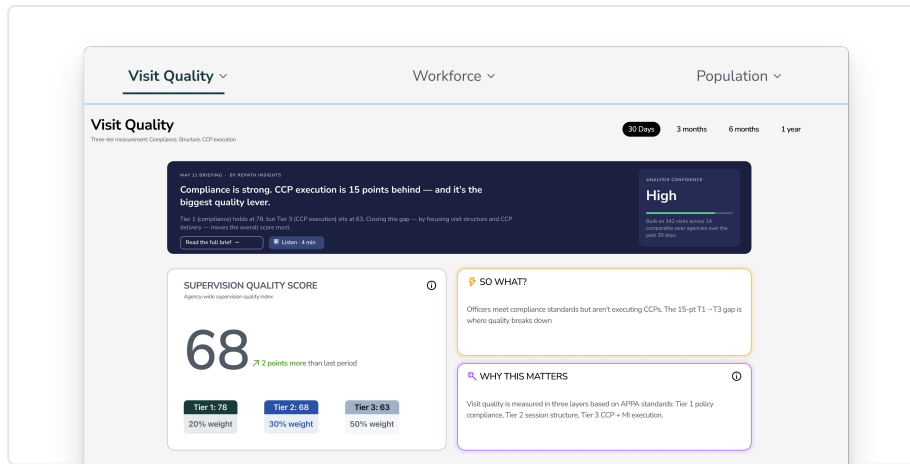 Visit Quality
Workforce
Population
Visit Quality
Three-tier measurement: Compliance, Structure, CCP execution
30 Days
3 months
6 months
1 year
MAY 11 BRIEFING · BY REPATH INSIGHTS
Compliance is strong. CCP execution is 15 points behind — and it's the
biggest quality lever.
Tier 1 (compliance) holds at 78, but Tier 3 (CCP execution) sits at 63. Closing this gap — by focusing visit structure and CCP
delivery — moves the overall score most.
Read the full brief →
Listen · 4 min
ANALYSIS CONFIDENCE
High
Built on 342 visits across 14
comparable peer agencies over the
past 30 days.
SUPERVISION QUALITY SCORE
Agency-wide supervision quality index
68
2 points more than last period
Tier 1: 78
20% weight
Tier 2: 68
30% weight
Tier 3: 63
50% weight
SO WHAT?
Officers meet compliance standards but aren't executing CCPs. The 15-pt T1→T3 gap is
where quality breaks down
WHY THIS MATTERS
Visit quality is measured in three layers based on APPA standards: Tier 1 policy
compliance, Tier 2 session structure, Tier 3 CCP + MI execution.